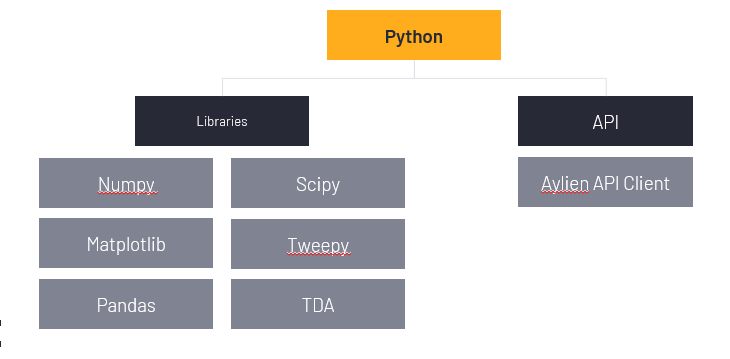 Python
Libraries
API
Numpy
Scipy
Aylien API Client
Matplotlib
Tweepy
Pandas
TDA